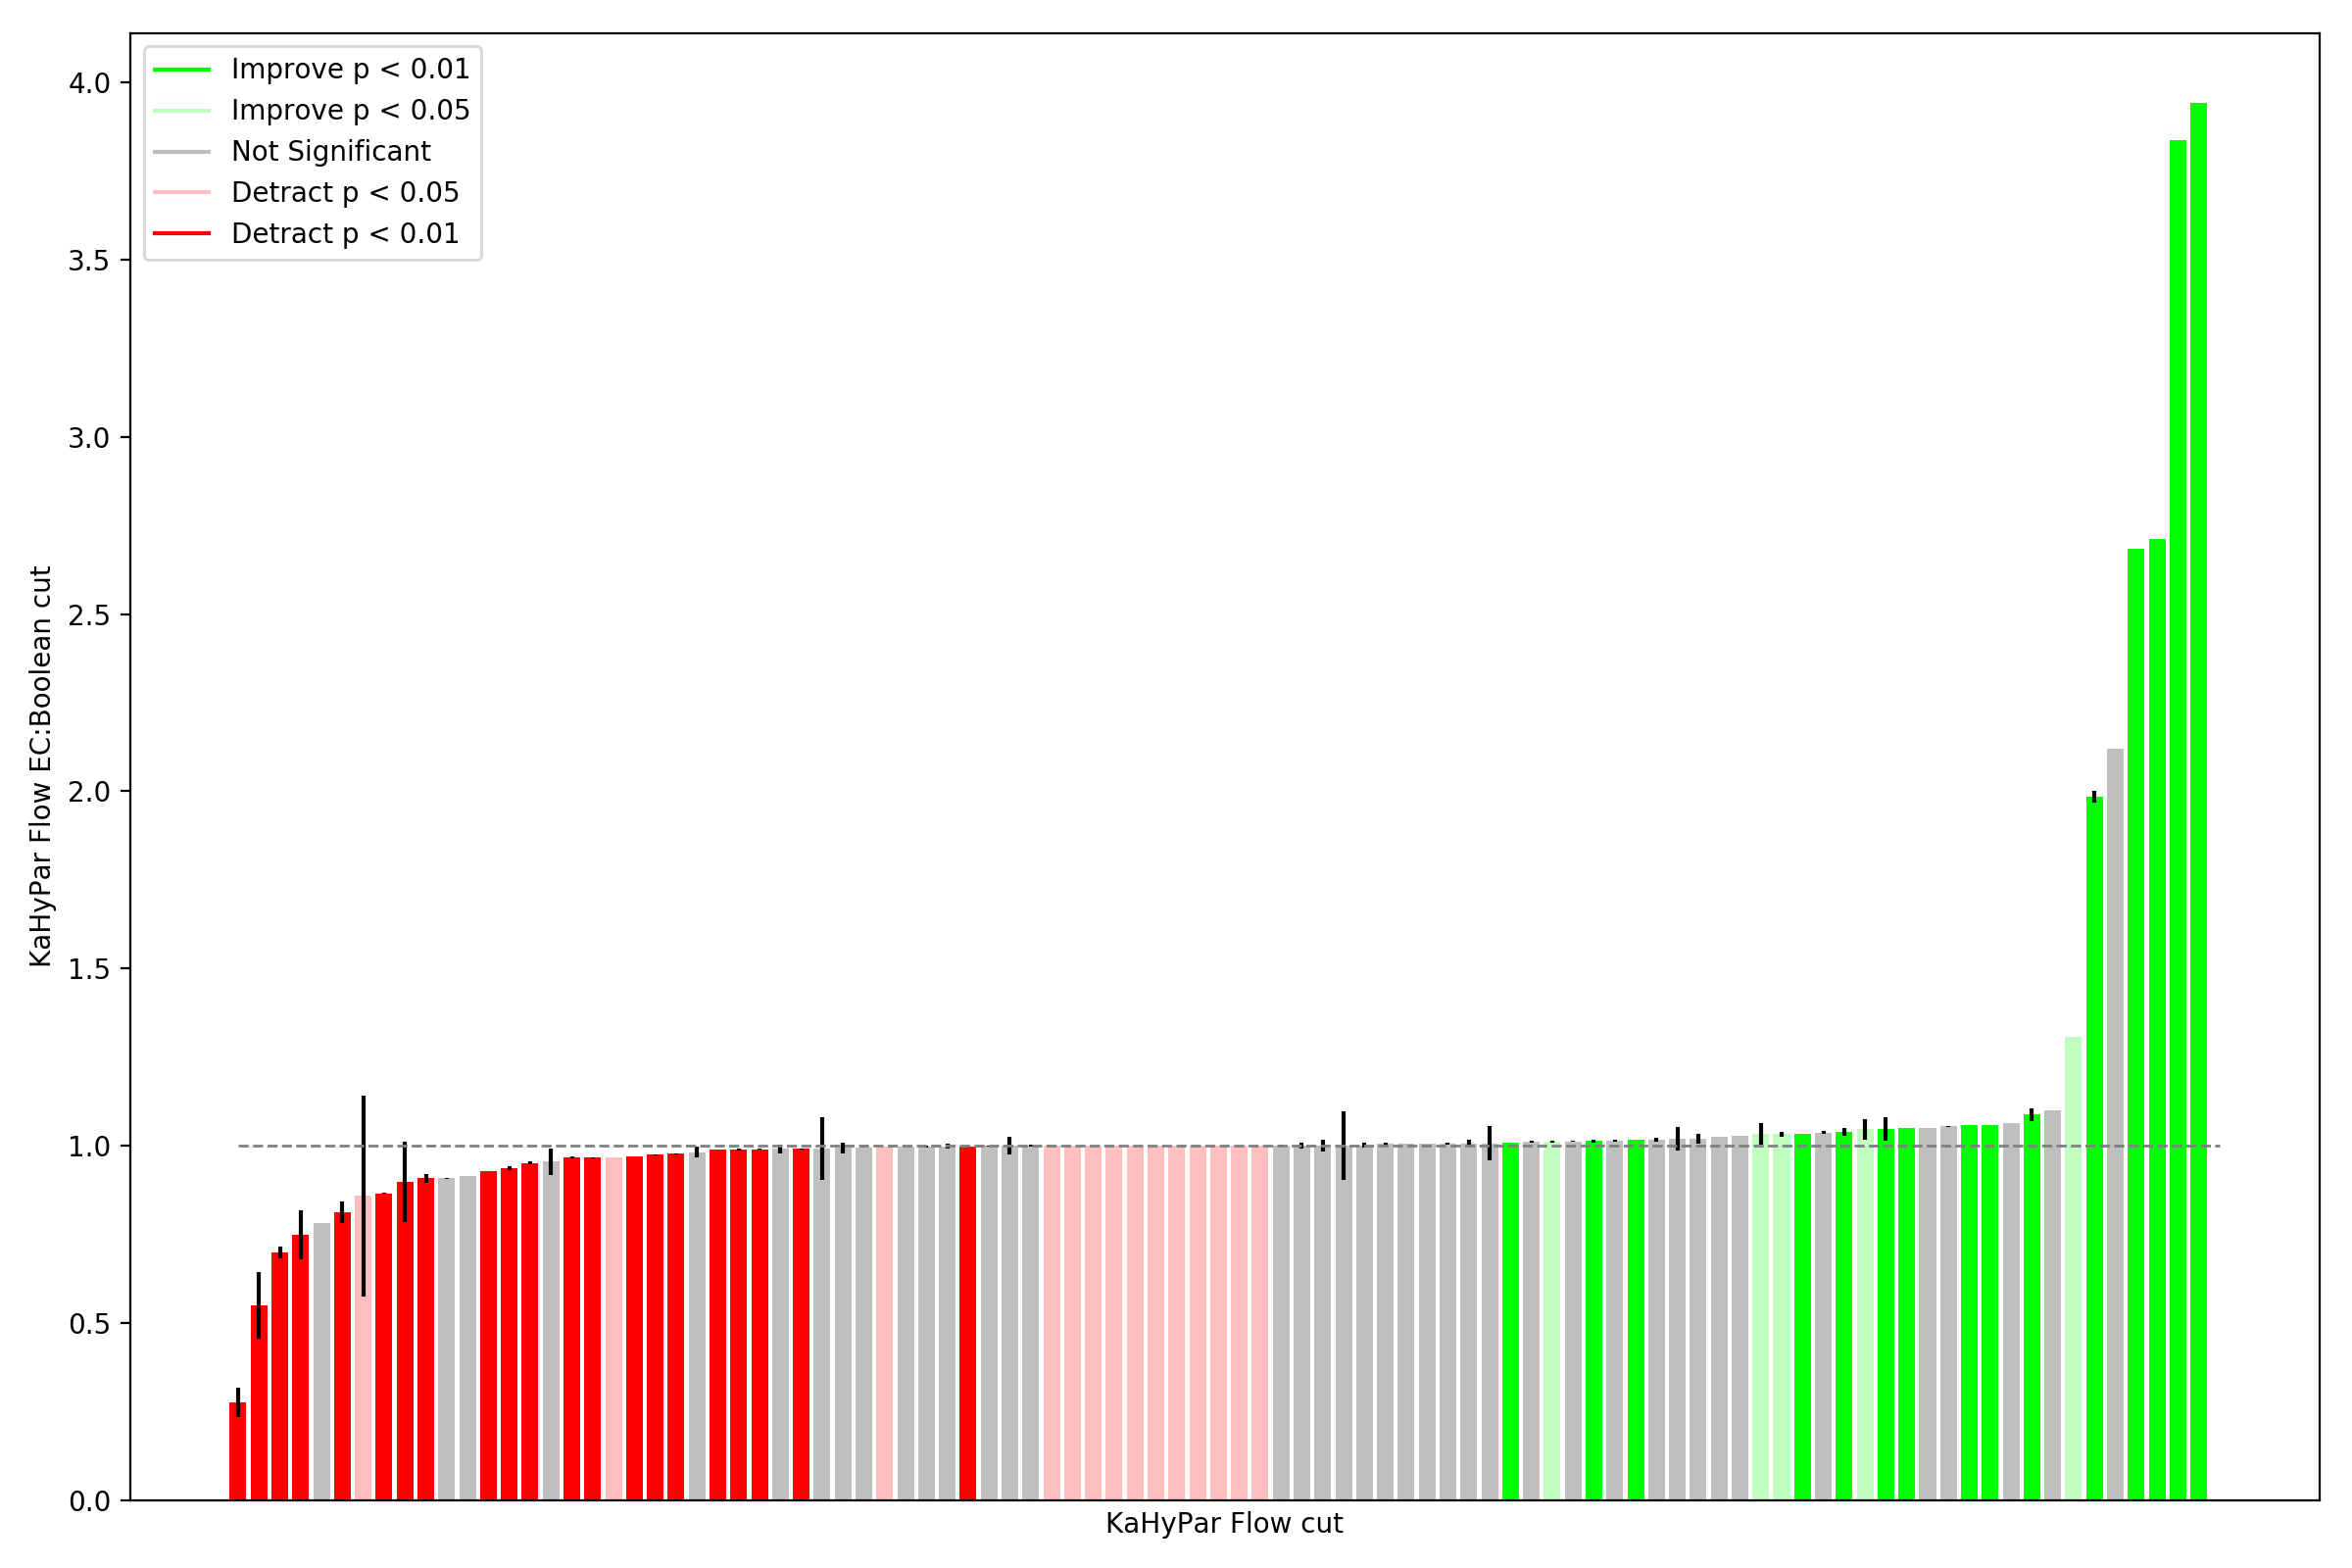 Improve p < 0.01
Improve p < 0.05
Not Significant
Detract p < 0.05
Detract p < 0.01
4.0
3.5
3.0
2.5
2.0
1.5
1.0
0.5
0.0
KaHyPar Flow EC:Boolean cut
KaHyPar Flow cut